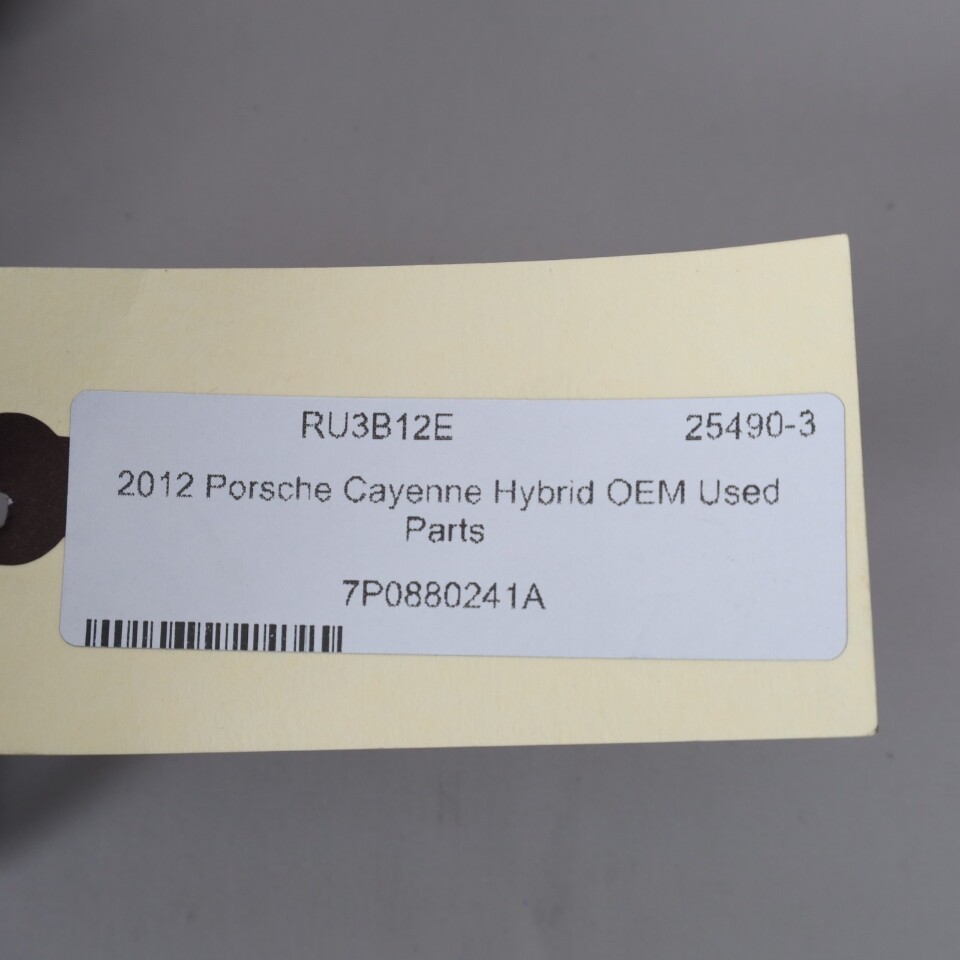 RU3B12E 25490-3
2012 Porsche Cayenne Hybrid OEM Used
Parts
7P0880241A